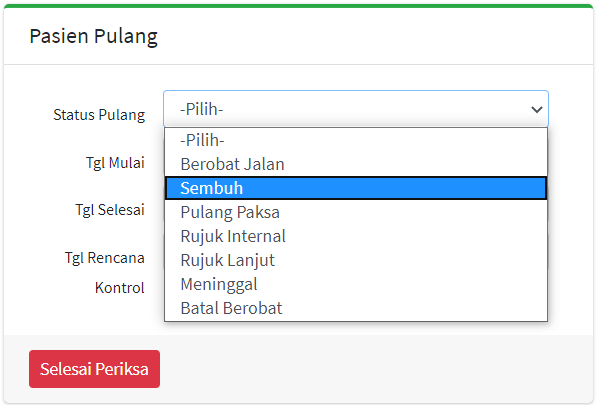 Pasien Pulang
Status Pulang
-Pilih-
-Pilih-
Berobat Jalan
Sembuh
Pulang Paksa
Rujuk Internal
Rujuk Lanjut
Meninggal
Batal Berobat
Tgl Mulai
Tgl Selesai
Tgl Rencana
Kontrol
Selesai Periksa